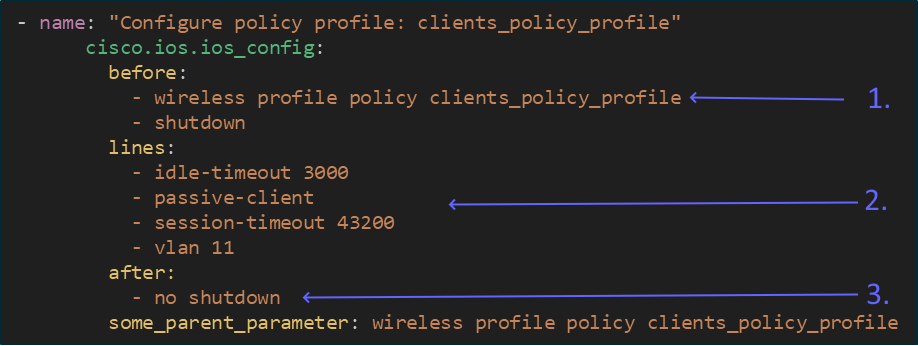 - name: "Configure policy profile: clients_policy_profile"
cisco.ios.ios_config:
before:
- wireless profile policy clients_policy_profile 1.
- shutdown
lines:
- idle-timeout 3000
- passive-client
- session-timeout 43200 2.
- vlan 11
after:
- no shutdown 3.
some_parent_parameter: wireless profile policy clients_policy_profile